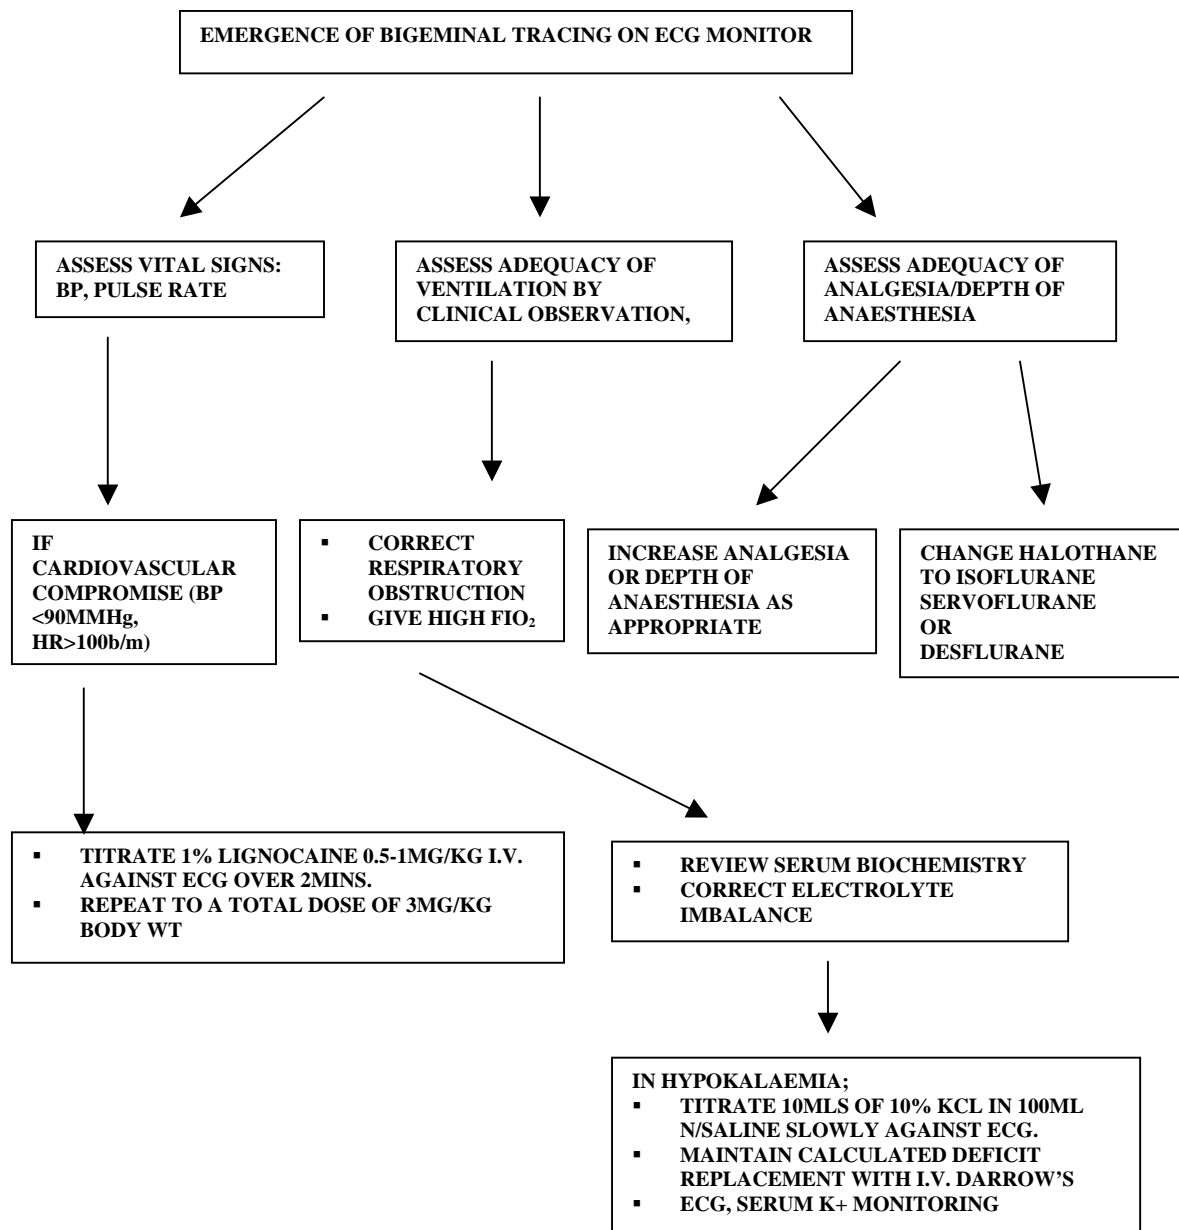 EMERGENCE OF BIGEMINAL TRACING ON ECG MONITOR
ASSESS VITAL SIGNS:
BP, PULSE RATE
ASSESS ADEQUACY OF
VENTILATION BY
CLINICAL OBSERVATION,
ASSESS ADEQUACY OF
ANALGESIA/DEPTH OF
ANAESTHESIA
IF
CARDIOVASCULAR
COMPROMISE (BP
<90MMHg,
HR>100b/m)
▪ CORRECT
RESPIRATORY
OBSTRUCTION
▪ GIVE HIGH FIO₂
INCREASE ANALGESIA
OR DEPTH OF
ANAESTHESIA AS
APPROPRIATE
CHANGE HALOTHANE
TO ISOFLURANE
SERVOFLURANE
OR
DESFLURANE
▪ TITRATE 1% LIGNOCAINE 0.5-1MG/KG I.V.
AGAINST ECG OVER 2MINS.
▪ REPEAT TO A TOTAL DOSE OF 3MG/KG
BODY WT
▪ REVIEW SERUM BIOCHEMISTRY
▪ CORRECT ELECTROLYTE
IMBALANCE
IN HYPOKALAEMIA;
▪ TITRATE 10MLS OF 10% KCL IN 100ML
N/SALINE SLOWLY AGAINST ECG.
▪ MAINTAIN CALCULATED DEFICIT
REPLACEMENT WITH I.V. DARROW’S
▪ ECG, SERUM K+ MONITORING